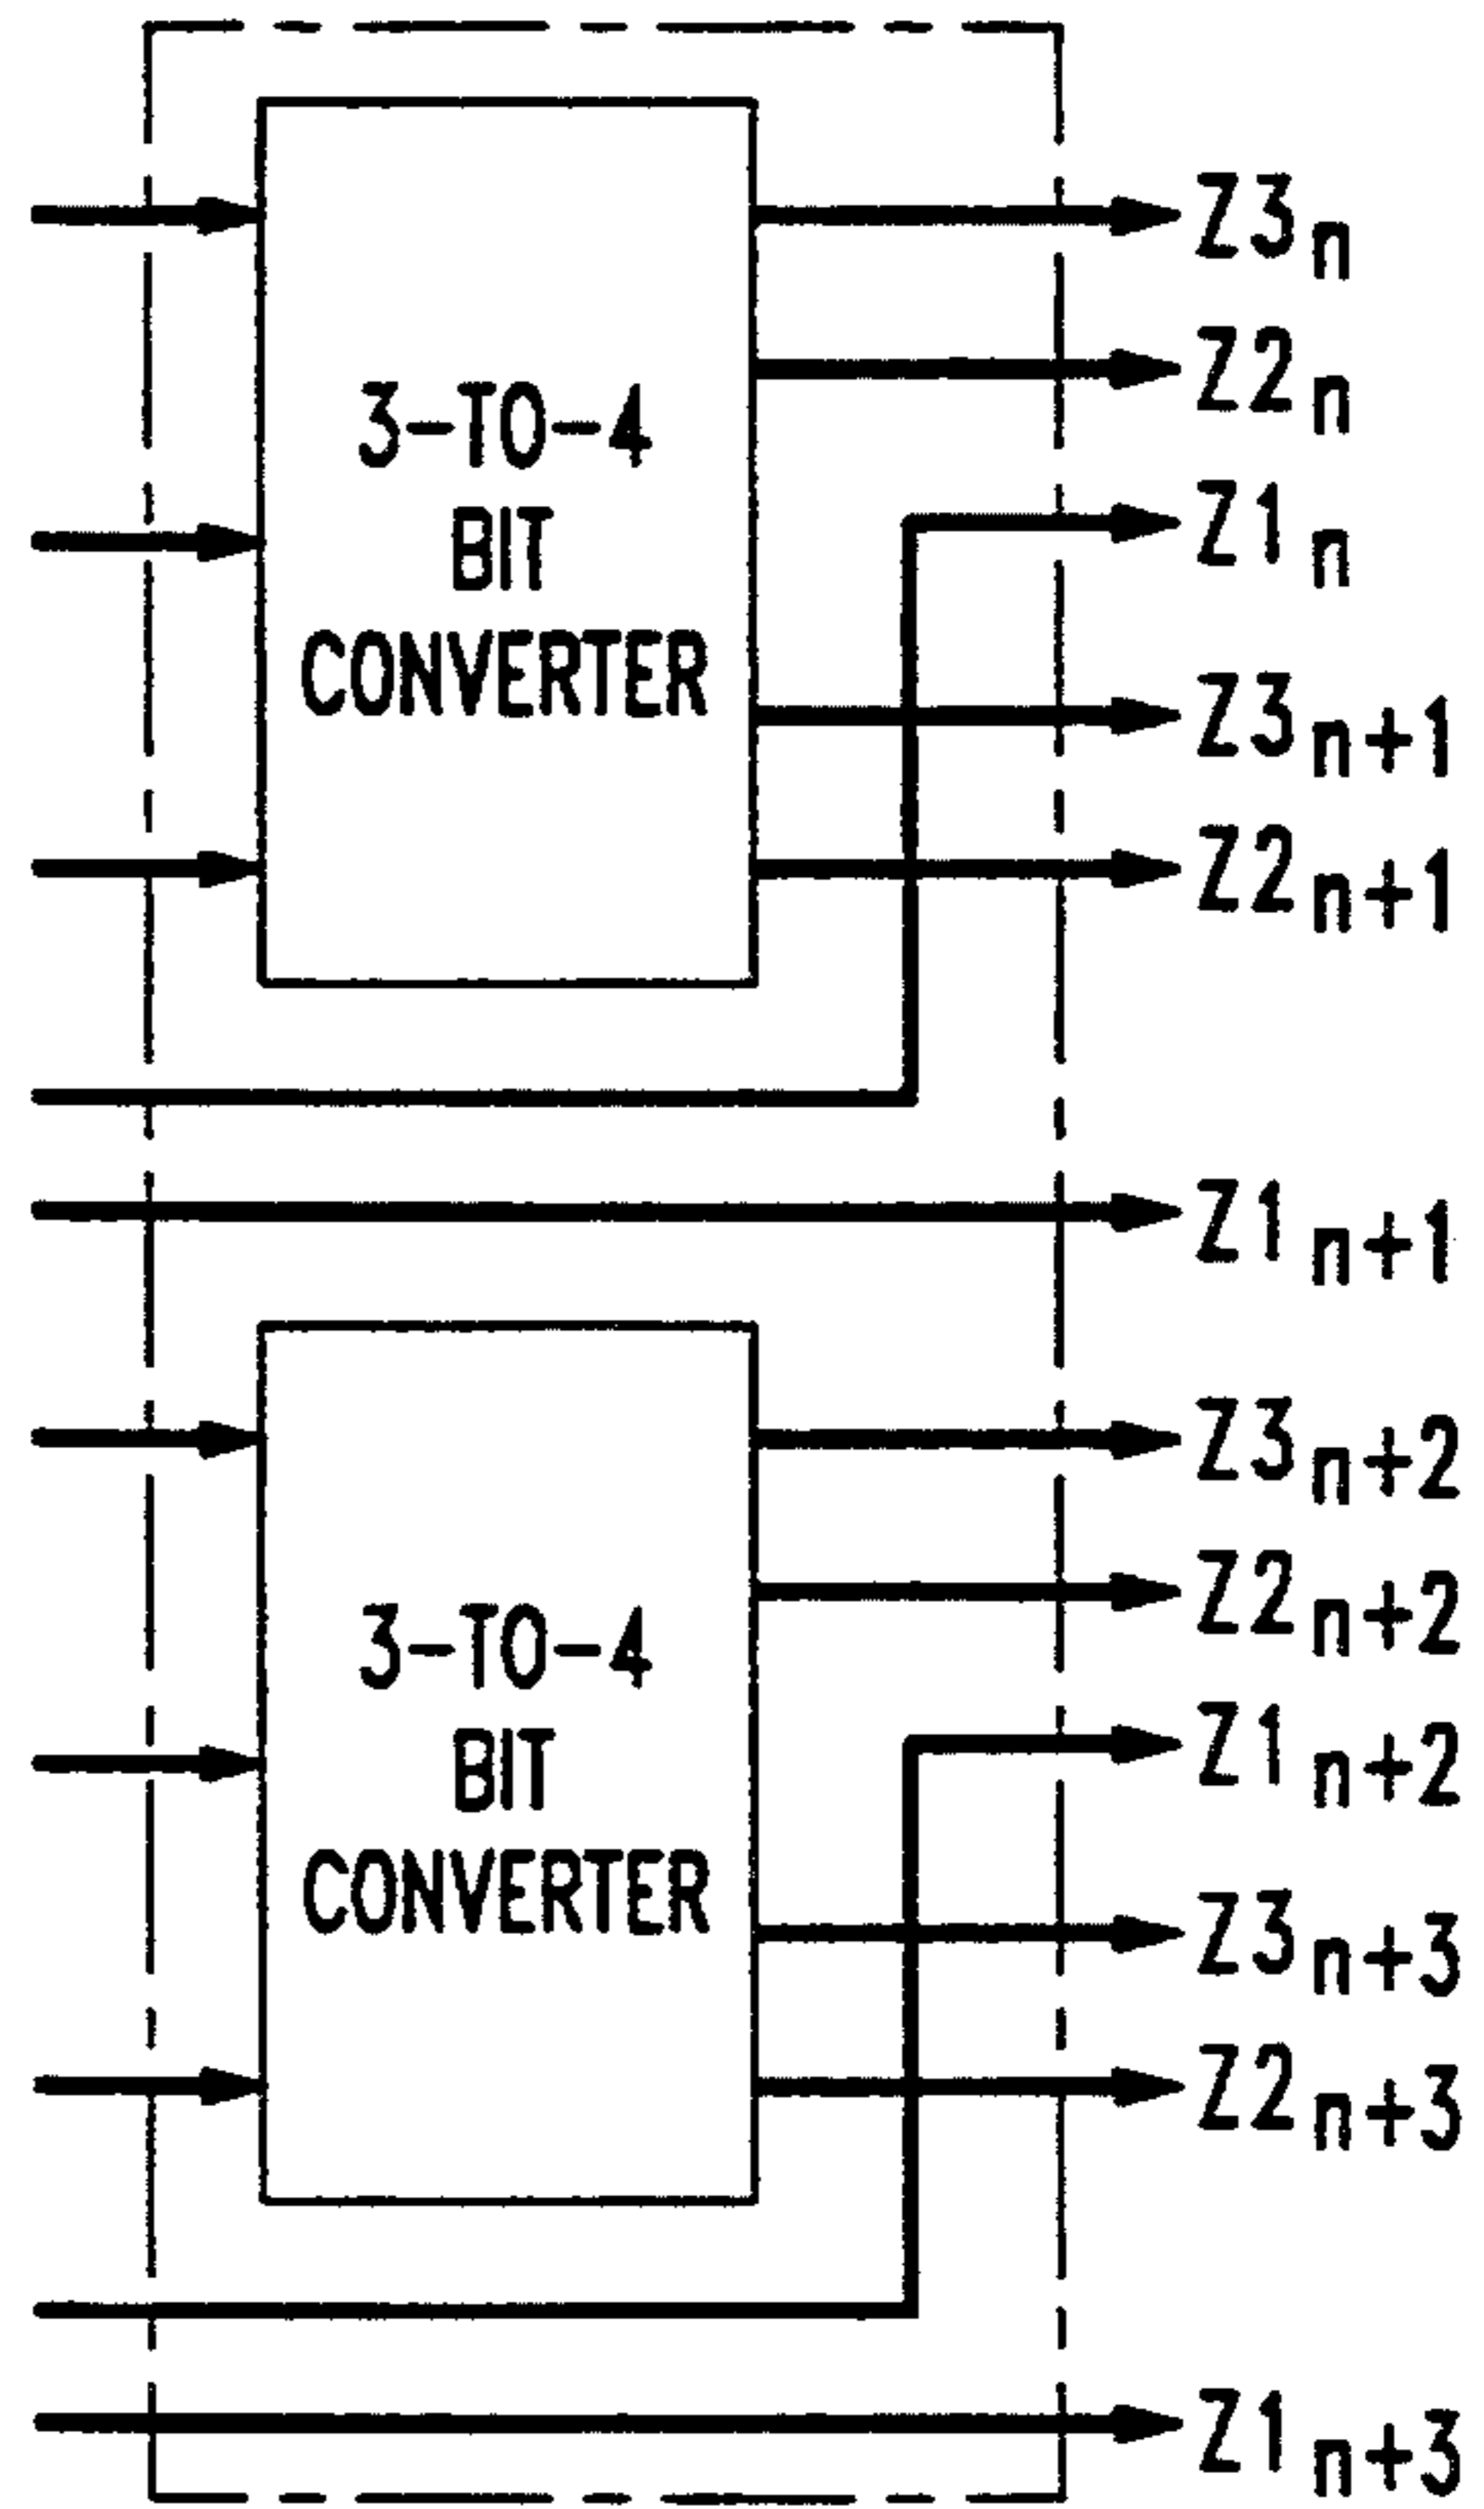 Z3n
Z2n
3-TO-4
BIT
CONVERTER
Z1n
Z3n+1
Z2n+1
Z1n+1
Z3n+2
Z2n+2
3-TO-4
BIT
CONVERTER
Z1n+2
Z3n+3
Z2n+3
Z1n+3